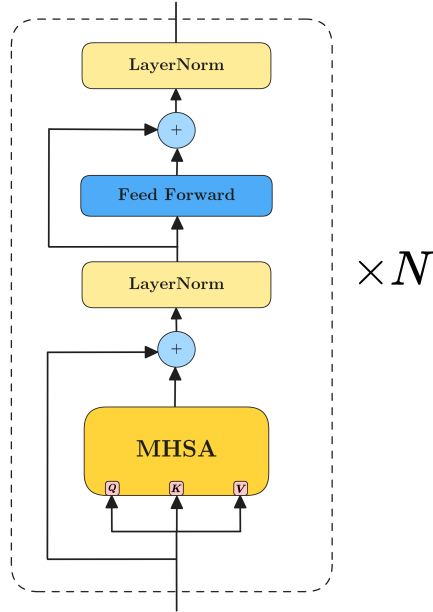 LayerNorm
+
Feed Forward
LayerNorm
+
MHSA
Q K V
×N